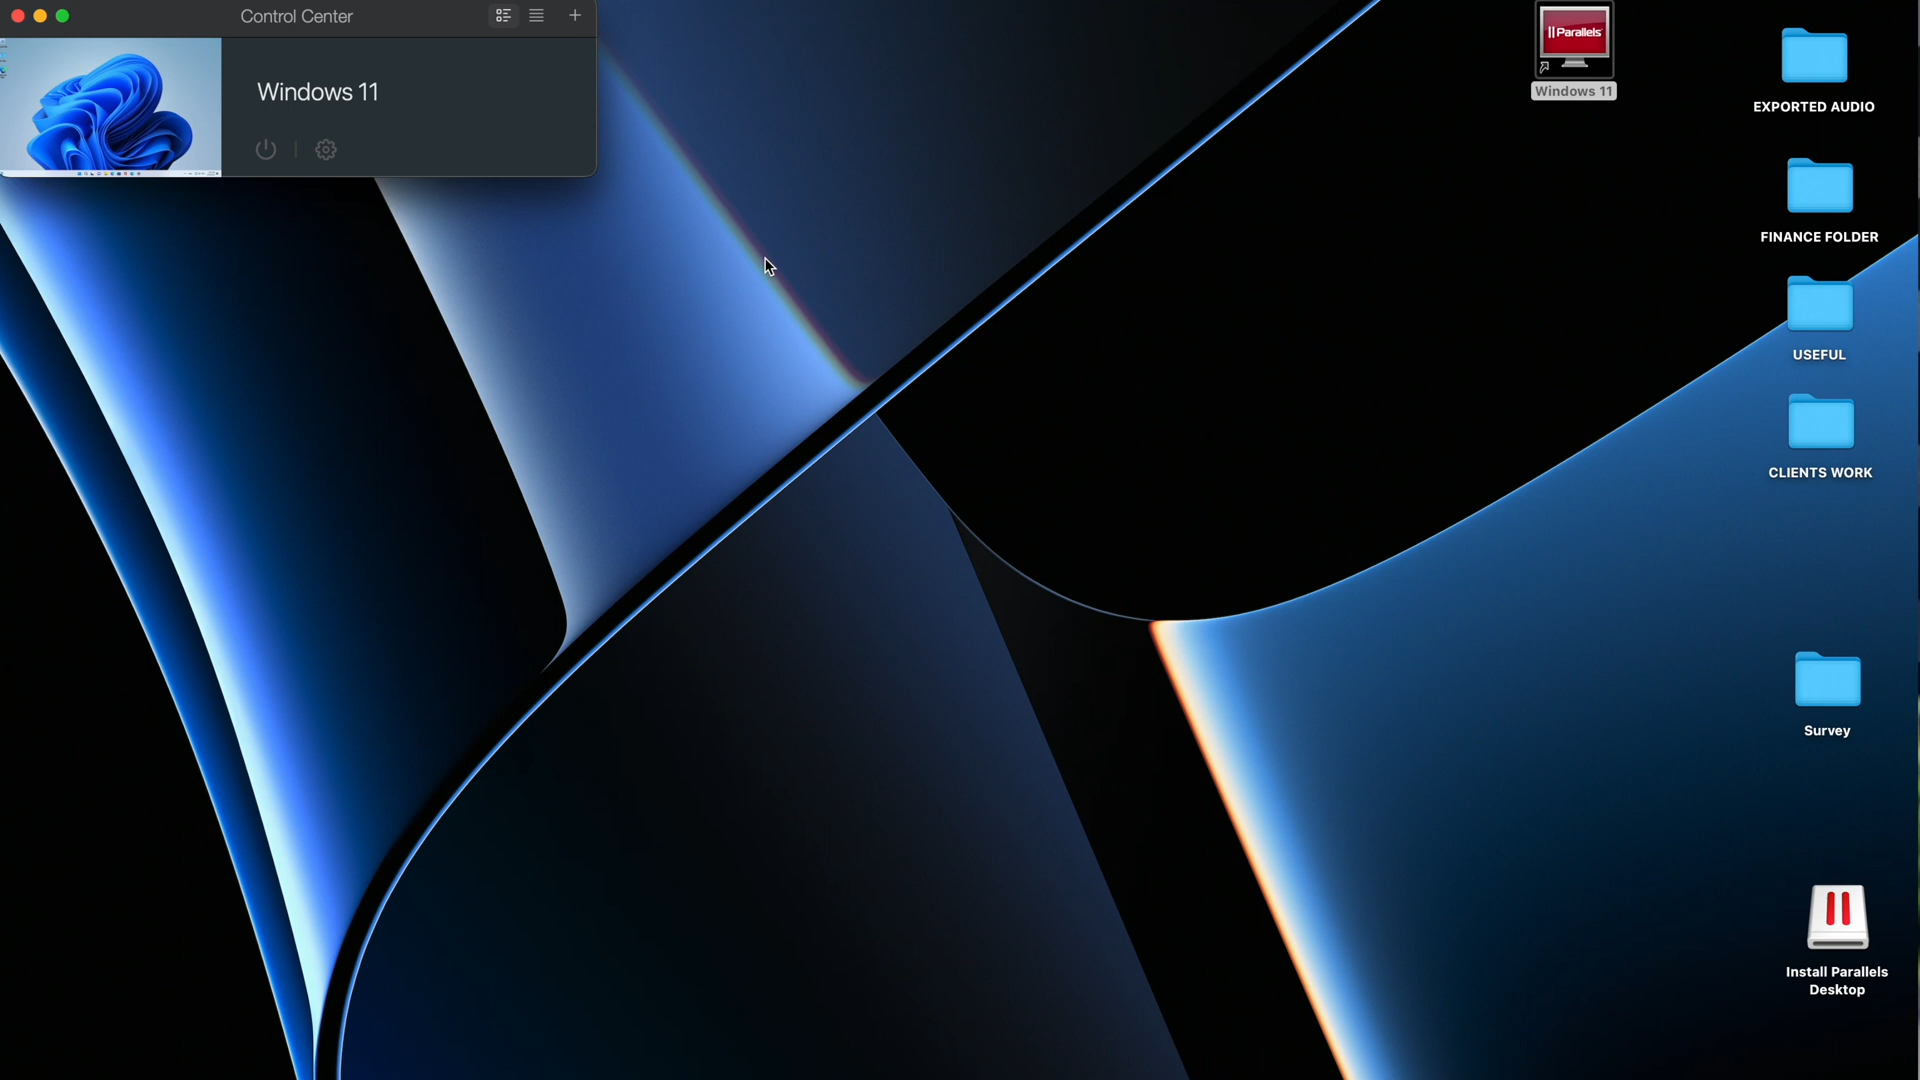 Control Center
Windows 11
Parallels
Windows 11
EXPORTED AUDIO
FINANCE FOLDER
USEFUL
CLIENTS WORK
Survey
Install Parallels
Desktop